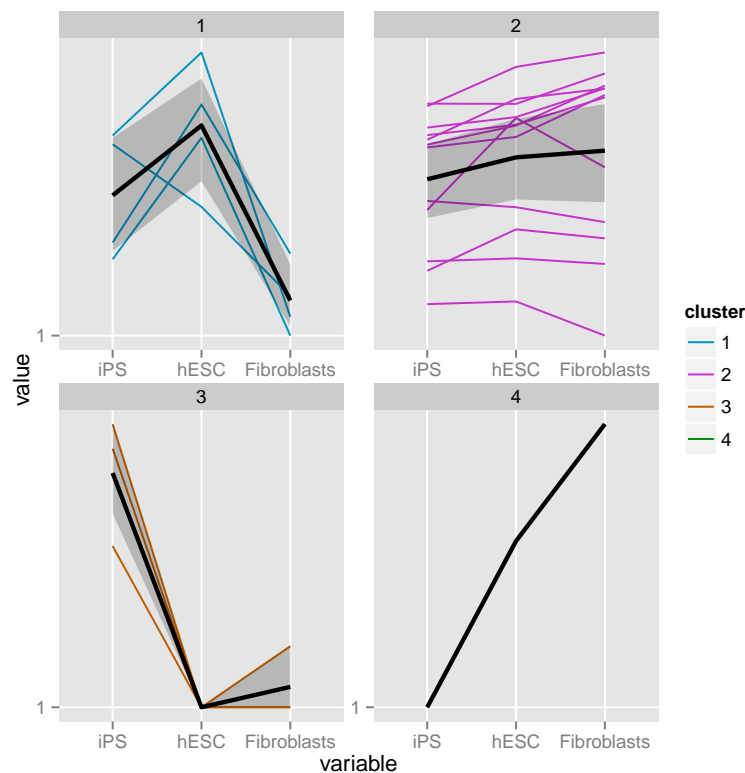 1
2
1
iPS
hESC
Fibroblasts
iPS
hESC
Fibroblasts
3
4
1
1
iPS
hESC
Fibroblasts
iPS
hESC
Fibroblasts
value
variable
cluster
1
2
3
4